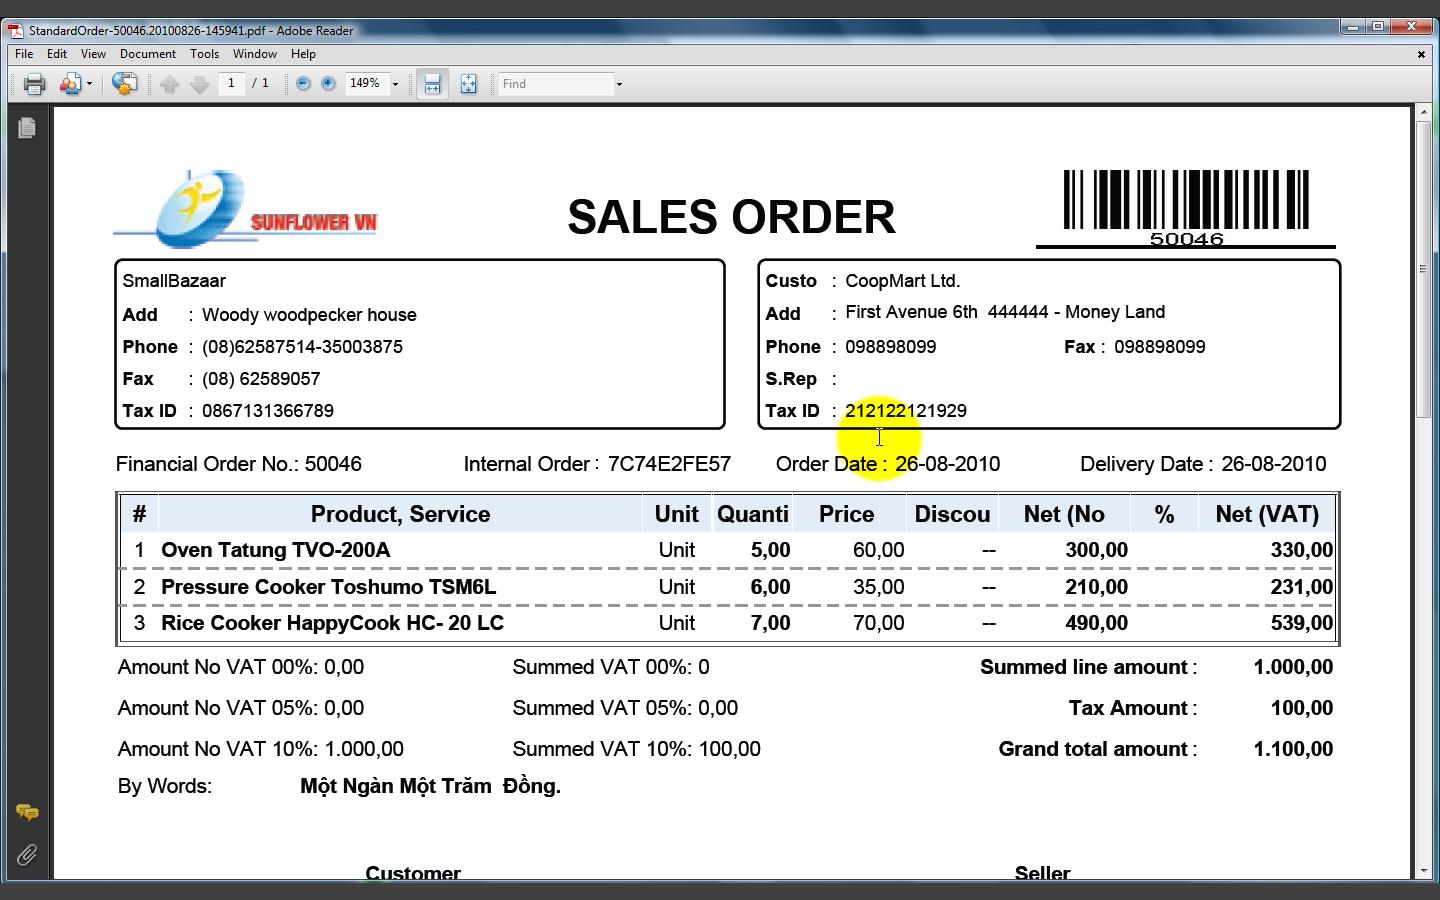 StandardOrder-50046.20100826-145941.pdf - Adobe Reader
File Edit View Document Tools Window Help
1 / 1 149% Find
SUNFLOWER VN
SALES ORDER
50046
SmallBazaar
Add : Woody woodpecker house
Phone : (08)62587514-35003875
Fax : (08) 62589057
Tax ID : 0867131366789
Custo : CoopMart Ltd.
Add : First Avenue 6th 444444 - Money Land
Phone : 098898099 Fax : 098898099
S.Rep :
Tax ID : 212122121929
Financial Order No.: 50046 Internal Order : 7C74E2FE57 Order Date : 26-08-2010 Delivery Date : 26-08-2010
# Product, Service Unit Quanti Price Discou Net (No % Net (VAT)
1 Oven Tatung TVO-200A Unit 5,00 60,00 -- 300,00 330,00
2 Pressure Cooker Toshumo TSM6L Unit 6,00 35,00 -- 210,00 231,00
3 Rice Cooker HappyCook HC- 20 LC Unit 7,00 70,00 -- 490,00 539,00
Amount No VAT 00%: 0,00 Summed VAT 00%: 0 Summed line amount : 1.000,00
Amount No VAT 05%: 0,00 Summed VAT 05%: 0,00 Tax Amount : 100,00
Amount No VAT 10%: 1.000,00 Summed VAT 10%: 100,00 Grand total amount : 1.100,00
By Words: Một Ngàn Một Trăm Đồng.
Customer Seller